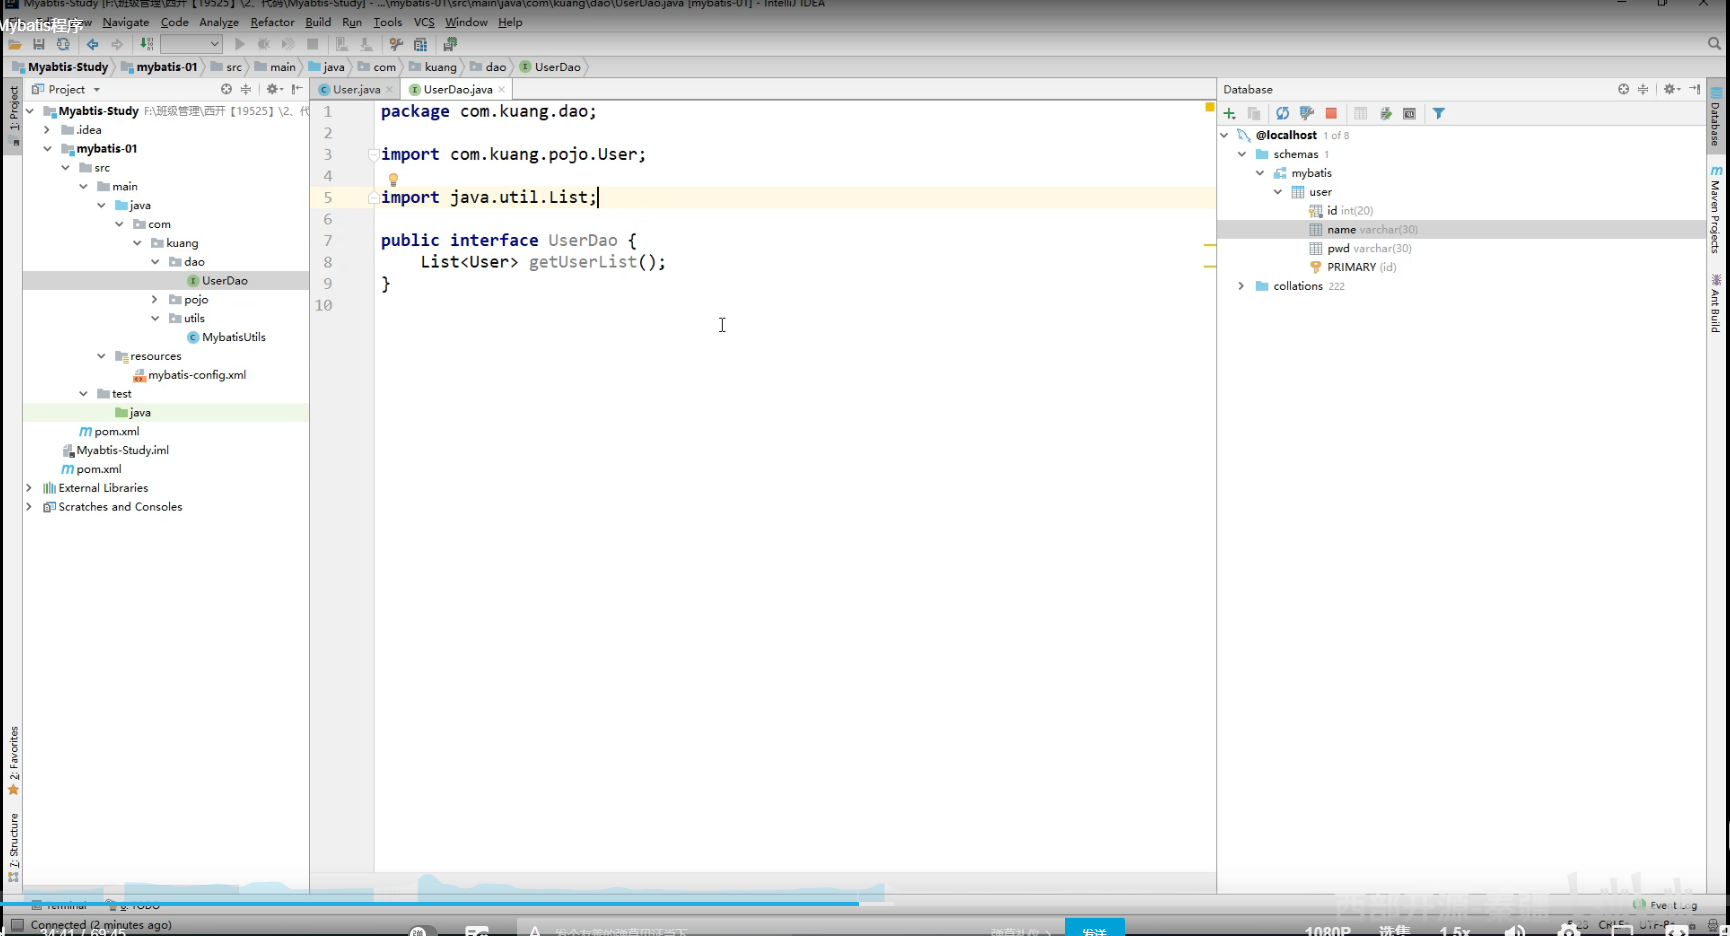 Myabtis-Study [F:\班级管理\西开【19525】\2、代码\Myabtis-Study] - ...\mybatis-01\src\main\java\com\kuang\dao\UserDao.java [mybatis-01] - IntelliJ IDEA
Mybatis程序
Navigate Code Analyze Refactor Build Run Tools VCS Window Help
Myabtis-Study mybatis-01 src main java com kuang dao UserDao
Project
User.java
UserDao.java
Database
1: Project
Myabtis-Study F:\班级管理\西开【19525】\2、代
.idea
mybatis-01
src
main
java
com
kuang
dao
UserDao
pojo
utils
MybatisUtils
resources
mybatis-config.xml
test
java
pom.xml
Myabtis-Study.iml
pom.xml
External Libraries
Scratches and Consoles
1 package com.kuang.dao;
2
3 import com.kuang.pojo.User;
4
5 import java.util.List;
6
7 public interface UserDao {
8 List<User> getUserList();
9 }
10
@localhost 1 of 8
schemas 1
mybatis
user
id int(20)
name varchar(30)
pwd varchar(30)
PRIMARY (id)
collations 222
Database
Maven Projects
Ant Build
2: Favorites
7: Structure
Terminal 6: TODO
Event Log
Connected (2 minutes ago)
34:41 / 69:45
发个友善的弹幕见证当下
弹幕礼仪 >
发送
1080P 选集 1.5x